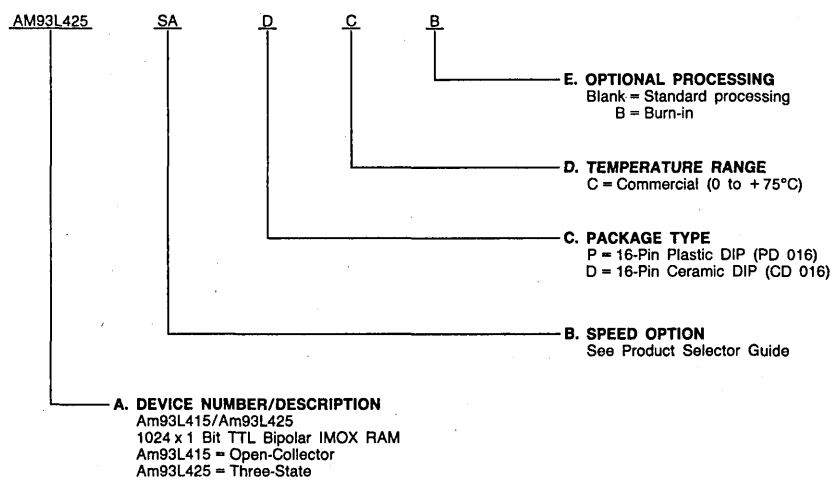 AM93L425 SA D C B
E. OPTIONAL PROCESSING
Blank = Standard processing
B = Burn-in
D. TEMPERATURE RANGE
C = Commercial (0 to +75°C)
C. PACKAGE TYPE
P = 16-Pin Plastic DIP (PD 016)
D = 16-Pin Ceramic DIP (CD 016)
B. SPEED OPTION
See Product Selector Guide
A. DEVICE NUMBER/DESCRIPTION
Am93L415/Am93L425
1024 x 1 Bit TTL Bipolar IMOX RAM
Am93L415 = Open-Collector
Am93L425 = Three-State